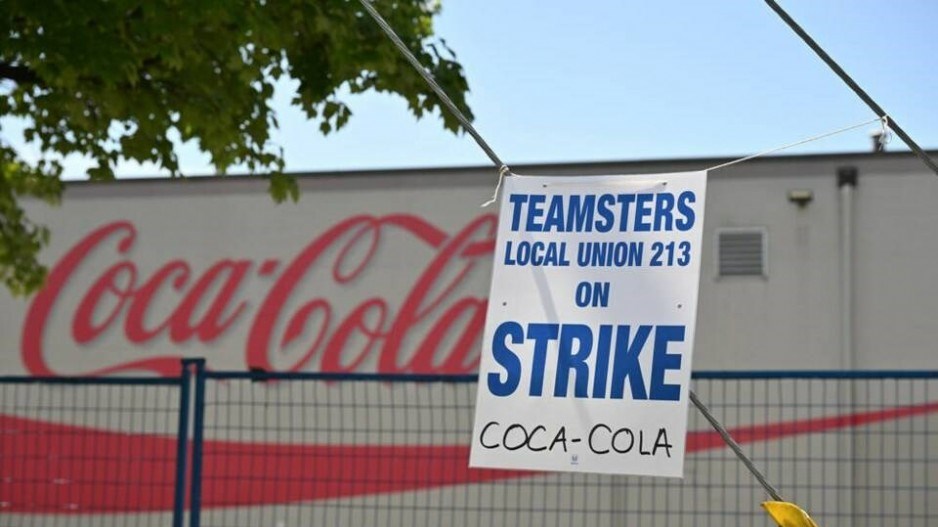 Coca-Cola
TEAMSTERS
LOCAL UNION 213
ON
STRIKE
COCA-COLA